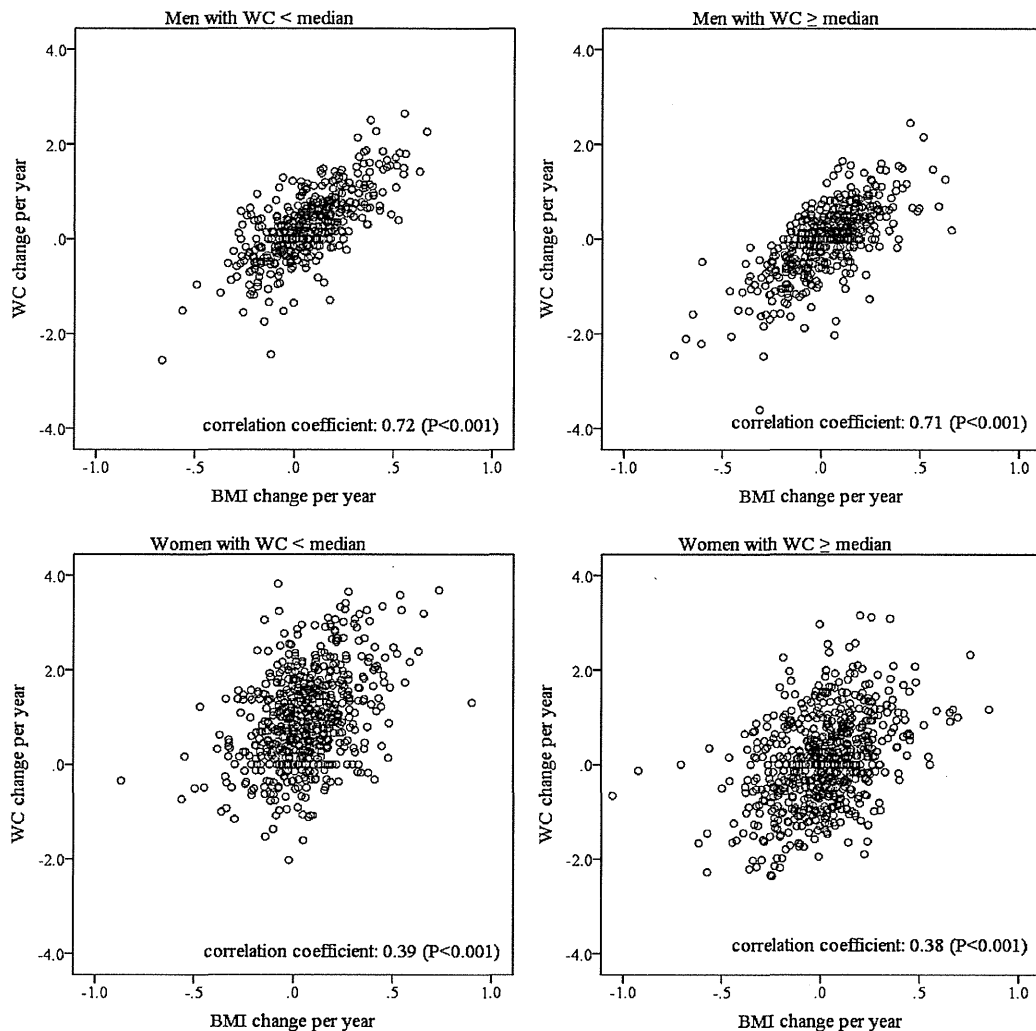 Men with WC < median
4.0
2.0
.0
-2.0
-4.0
WC change per year
correlation coefficient: 0.72 (P<0.001)
-1.0 -.5 .0 .5 1.0
BMI change per year
Men with WC ≥ median
4.0
2.0
.0
-2.0
-4.0
WC change per year
correlation coefficient: 0.71 (P<0.001)
-1.0 -.5 .0 .5 1.0
BMI change per year
Women with WC < median
4.0
2.0
.0
-2.0
-4.0
WC change per year
correlation coefficient: 0.39 (P<0.001)
-1.0 -.5 .0 .5 1.0
BMI change per year
Women with WC ≥ median
4.0
2.0
.0
-2.0
-4.0
WC change per year
correlation coefficient: 0.38 (P<0.001)
-1.0 -.5 .0 .5 1.0
BMI change per year